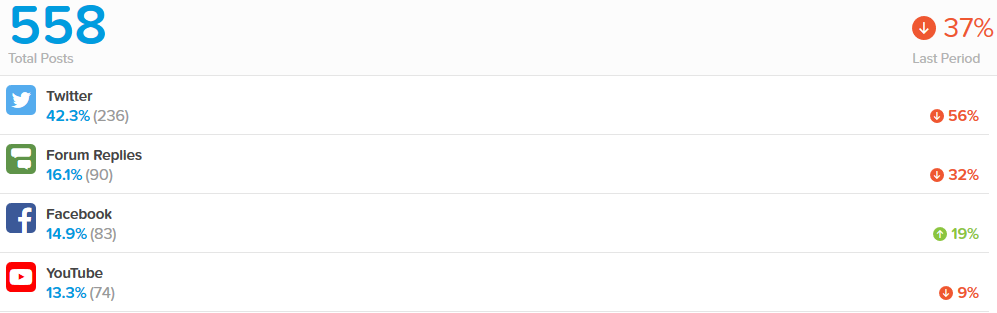 558
37%
Total Posts
Last Period
Twitter
42.3% (236)
56%
Forum Replies
16.1% (90)
32%
Facebook
14.9% (83)
19%
YouTube
13.3% (74)
9%